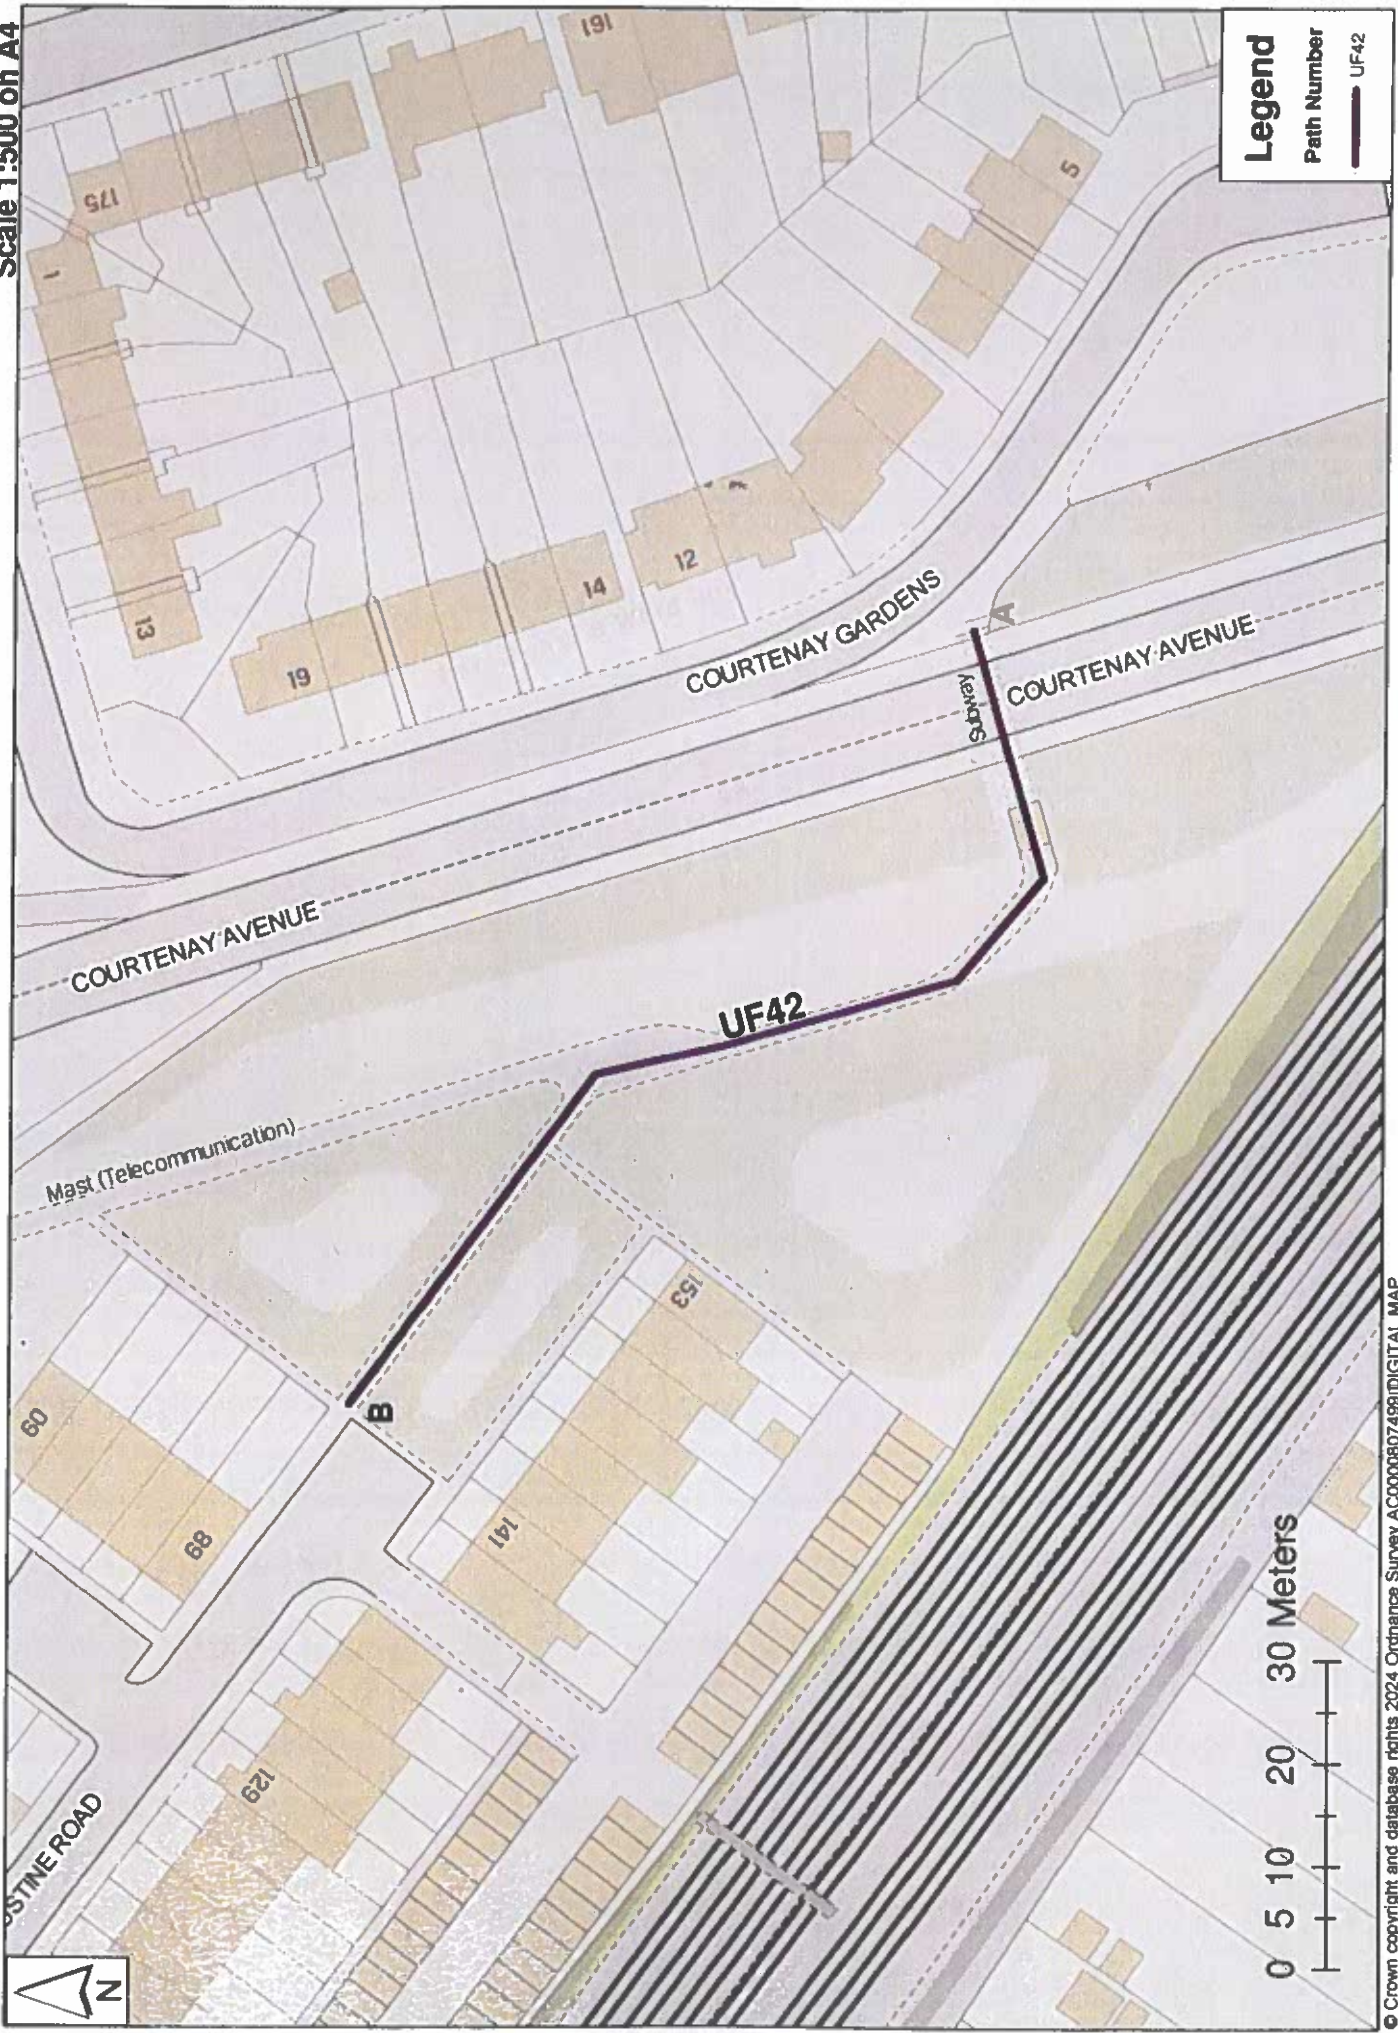 Scale 1:500 on A4
Legend
Path Number
UF42
161
175
1
5
13
19
14
12
COURTENAY GARDENS
A
Subway
COURTENAY AVENUE
COURTENAY AVENUE
UF42
Mast (Telecommunication)
B
153
60
89
141
129
STINE ROAD
N
0 5 10 20 30 Meters
© Crown copyright and database rights 2024 Ordnance Survey AC0000807499/DIGITAL MAP